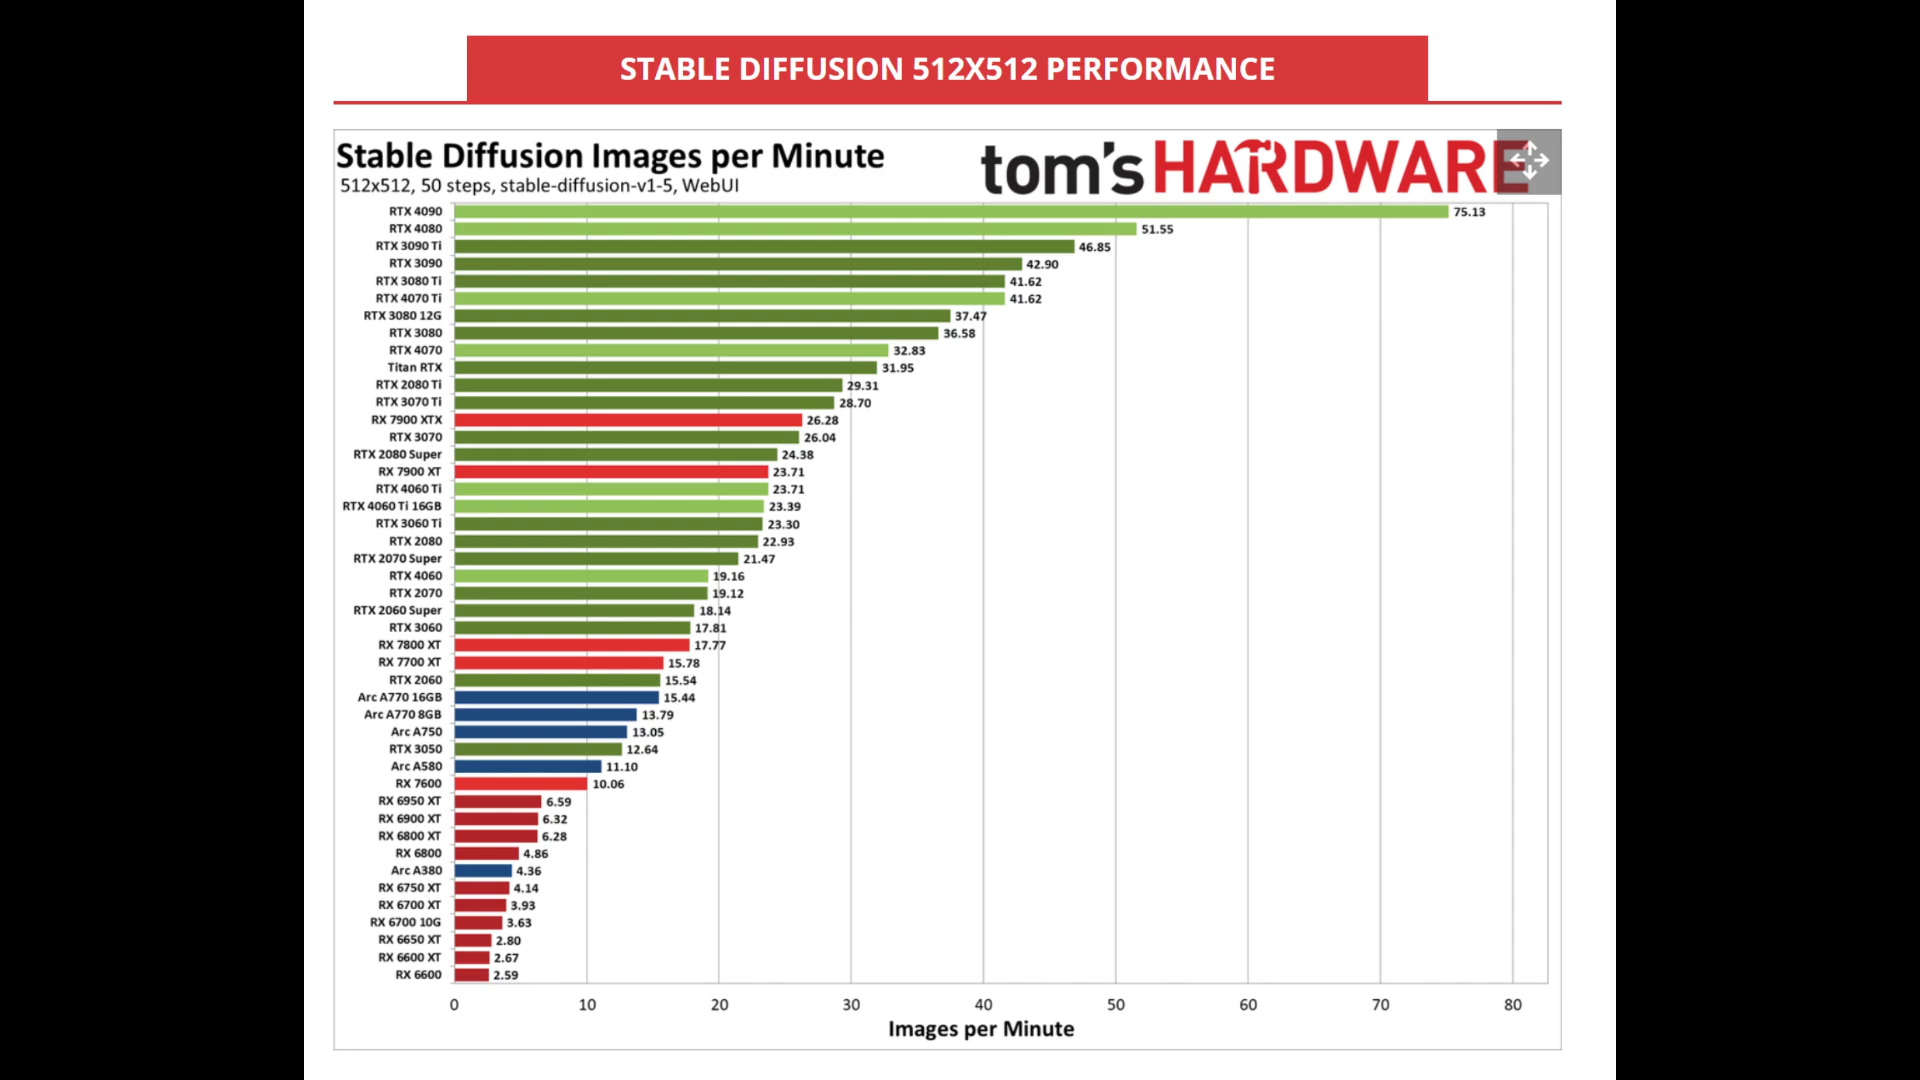 STABLE DIFFUSION 512X512 PERFORMANCE
Stable Diffusion Images per Minute
tom's HARDWARE
512x512, 50 steps, stable-diffusion-v1-5, WebUI
RTX 4090 75.13
RTX 4080 51.55
RTX 3090 Ti 46.85
RTX 3090 42.90
RTX 3080 Ti 41.62
RTX 4070 Ti 41.62
RTX 3080 12G 37.47
RTX 3080 36.58
RTX 4070 32.83
Titan RTX 31.95
RTX 2080 Ti 29.31
RTX 3070 Ti 28.70
RX 7900 XTX 26.28
RTX 3070 26.04
RTX 2080 Super 24.38
RX 7900 XT 23.71
RTX 4060 Ti 23.71
RTX 4060 Ti 16GB 23.39
RTX 3060 Ti 23.30
RTX 2080 22.93
RTX 2070 Super 21.47
RTX 4060 19.16
RTX 2070 19.12
RTX 2060 Super 18.14
RTX 3060 17.81
RX 7800 XT 17.77
RX 7700 XT 15.78
RTX 2060 15.54
Arc A770 16GB 15.44
Arc A770 8GB 13.79
Arc A750 13.05
RTX 3050 12.64
Arc A580 11.10
RX 7600 10.06
RX 6950 XT 6.59
RX 6900 XT 6.32
RX 6800 XT 6.28
RX 6800 4.86
Arc A380 4.36
RX 6750 XT 4.14
RX 6700 XT 3.93
RX 6700 10G 3.63
RX 6650 XT 2.80
RX 6600 XT 2.67
RX 6600 2.59
0 10 20 30 40 50 60 70 80
Images per Minute